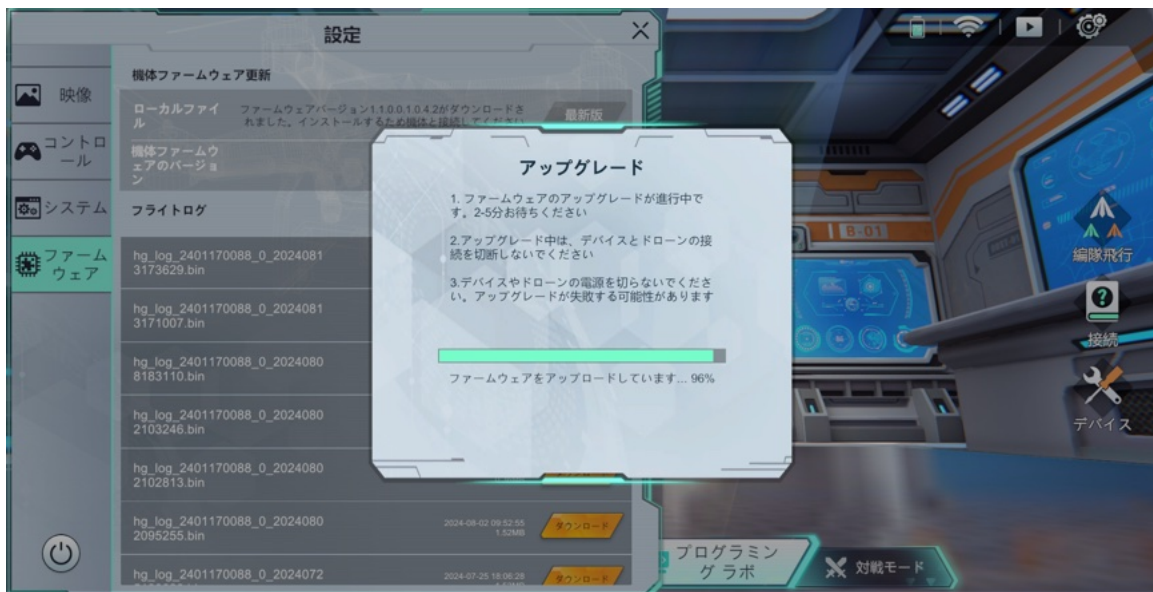 設定
映像
コントロ
ール
システム
ファーム
ウェア
機体ファームウェア更新
ローカルファイ
ル
ファームウェアバージョン1.1.0.0.1.0.4.2がダウンロードさ
れました。インストールするため機体と接続してください
最新版
機体ファームウ
ェアのバージョ
ン
フライトログ
hg_log_2401170088_0_2024081
3173629.bin
hg_log_2401170088_0_2024081
3171007.bin
hg_log_2401170088_0_2024080
8183110.bin
hg_log_2401170088_0_2024080
2103246.bin
hg_log_2401170088_0_2024080
2102813.bin
hg_log_2401170088_0_2024080
2095255.bin
2024-08-02 09:52:55
1.52MB
ダウンロード
hg_log_2401170088_0_2024072
2024-07-25 18:06:28
ダウンロード
アップグレード
1. ファームウェアのアップグレードが進行中で
す。2-5分お待ちください
2.アップグレード中は、デバイスとドローンの接
続を切断しないでください
3.デバイスやドローンの電源を切らないでくださ
い。アップグレードが失敗する可能性があります
ファームウェアをアップロードしています... 96%
B-01
編隊飛行
接続
デバイス
プログラミン
グ ラボ
対戦モード